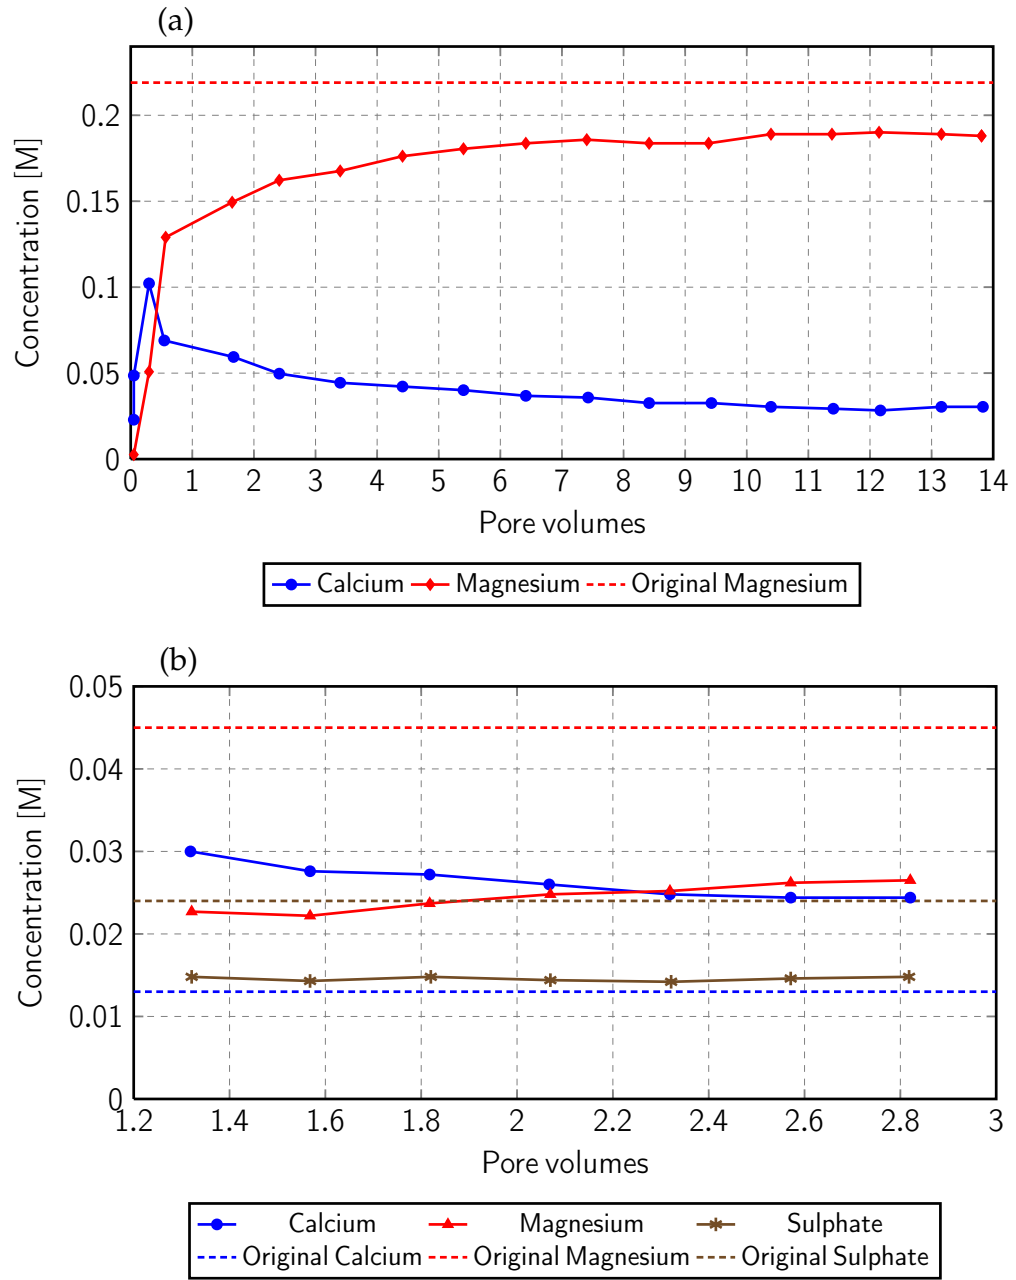 (a)
0.2
0.15
0.1
0.05
0
Concentration [M]
0 1 2 3 4 5 6 7 8 9 10 11 12 13 14
Pore volumes
Calcium Magnesium Original Magnesium
(b)
0.05
0.04
0.03
0.02
0.01
0
Concentration [M]
1.2 1.4 1.6 1.8 2 2.2 2.4 2.6 2.8 3
Pore volumes
Calcium Magnesium Sulphate
Original Calcium Original Magnesium Original Sulphate